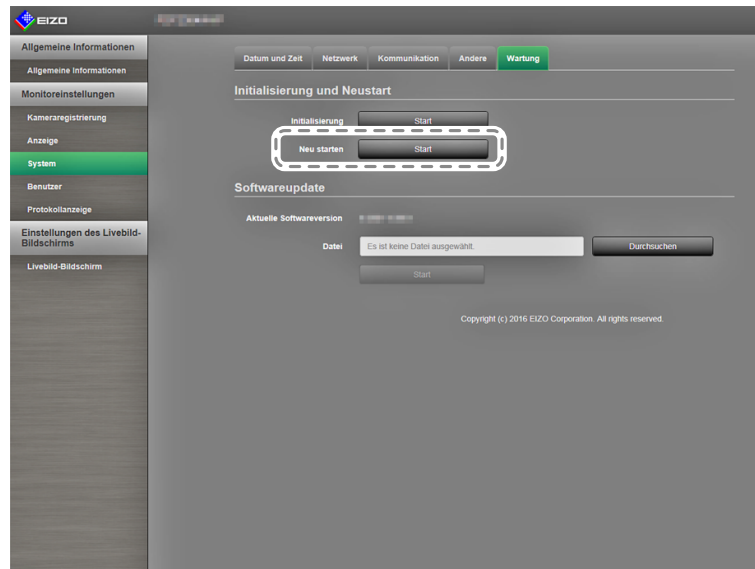 EIZO
Allgemeine Informationen
Allgemeine Informationen
Monitoreinstellungen
Kameraregistrierung
Anzeige
System
Benutzer
Protokollanzeige
Einstellungen des Livebild-
Bildschirms
Livebild-Bildschirm
Datum und Zeit Netzwerk Kommunikation Andere Wartung
Initialisierung und Neustart
Initialisierung Start
Neu starten Start
Softwareupdate
Aktuelle Softwareversion
Datei Es ist keine Datei ausgewählt. Durchsuchen
Start
Copyright (c) 2016 EIZO Corporation. All rights reserved.